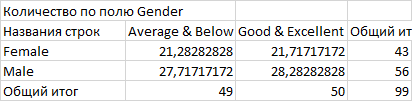 Количество по полю Gender
Названия строк Average & Below Good & Excellent Общий ит
Female 21,28282828 21,71717172 43
Male 27,71717172 28,28282828 56
Общий итог 49 50 99